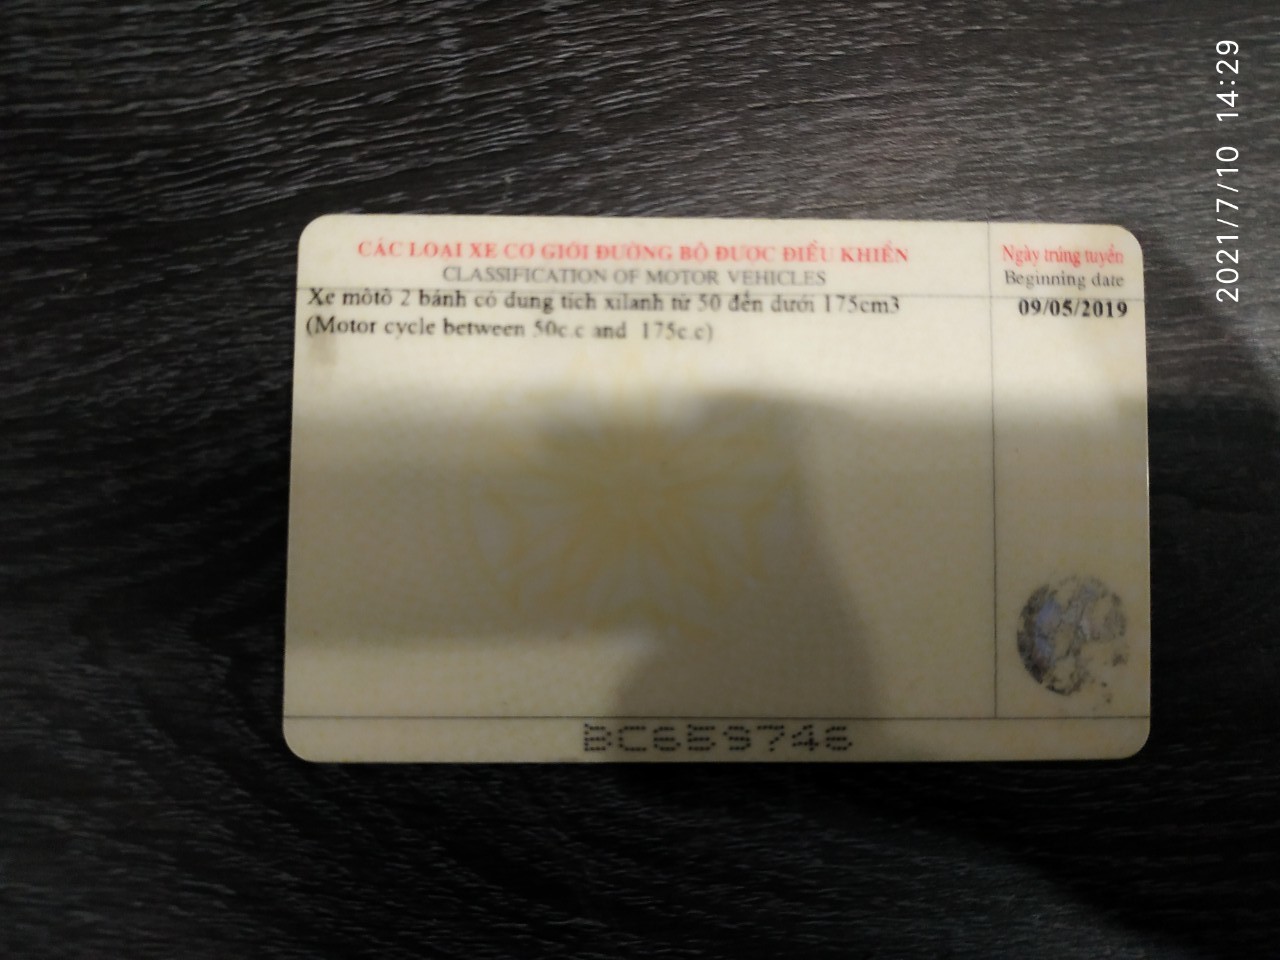 CÁC LOẠI XE CƠ GIỚI ĐƯỜNG BỘ ĐƯỢC ĐIỀU KHIỂN
CLASSIFICATION OF MOTOR VEHICLES
Ngày trúng tuyển
Beginning date
Xe môtô 2 bánh có dung tích xilanh từ 50 đến dưới 175cm3
(Motor cycle between 50c.c and 175c.c)
09/05/2019
2021/7/10 14:29